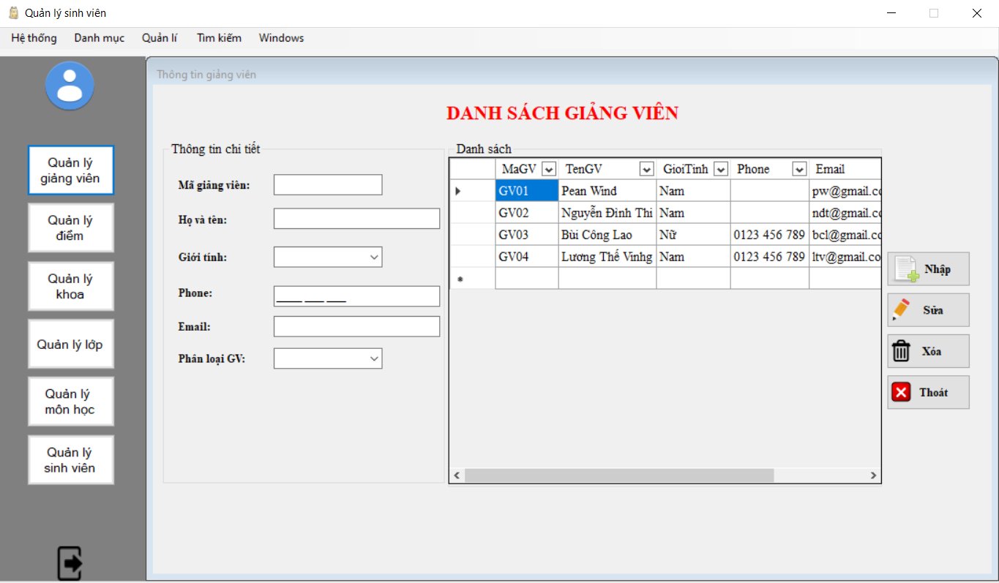 Quản lý sinh viên
Hệ thống Danh mục Quản lí Tìm kiếm Windows
Thông tin giảng viên
DANH SÁCH GIẢNG VIÊN
Quản lý
giảng viên
Quản lý
điểm
Quản lý
khoa
Quản lý lớp
Quản lý
môn học
Quản lý
sinh viên
Thông tin chi tiết
Mã giảng viên:
Họ và tên:
Giới tính:
Phone:
Email:
Phân loại GV:
Danh sách
MaGV TenGV GioiTinh Phone Email
GV01 Pean Wind Nam pw@gmail.co
GV02 Nguyễn Đình Thi Nam ndt@gmail.co
GV03 Bùi Công Lao Nữ 0123 456 789 bcl@gmail.co
GV04 Lương Thế Vinhg Nam 0123 456 789 ltv@gmail.co
Nhập
Sửa
Xóa
Thoát